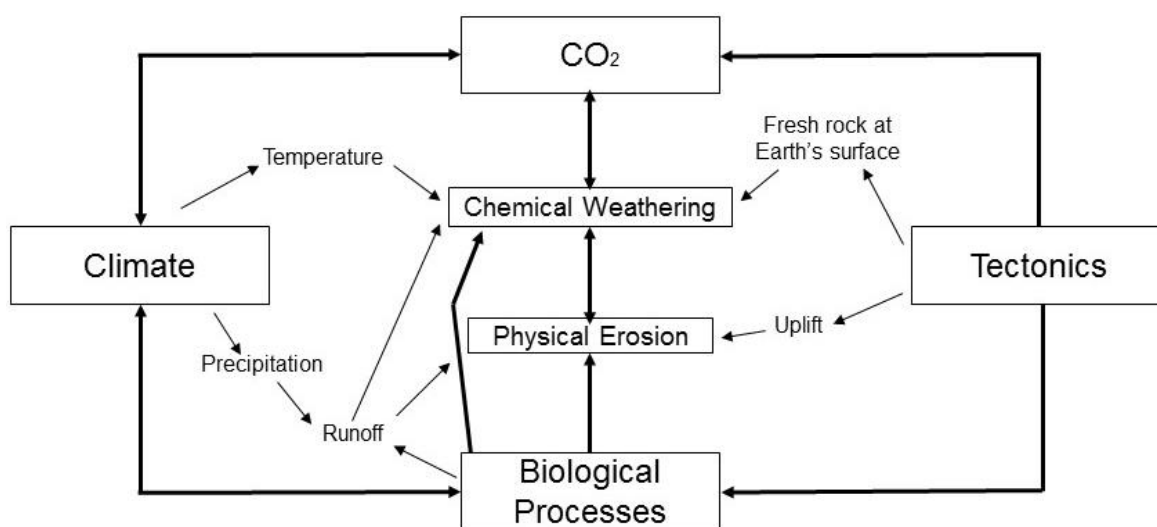 CO₂
Fresh rock at
Earth's surface
Temperature
Chemical Weathering
Climate
Tectonics
Uplift
Physical Erosion
Precipitation
Runoff
Biological
Processes